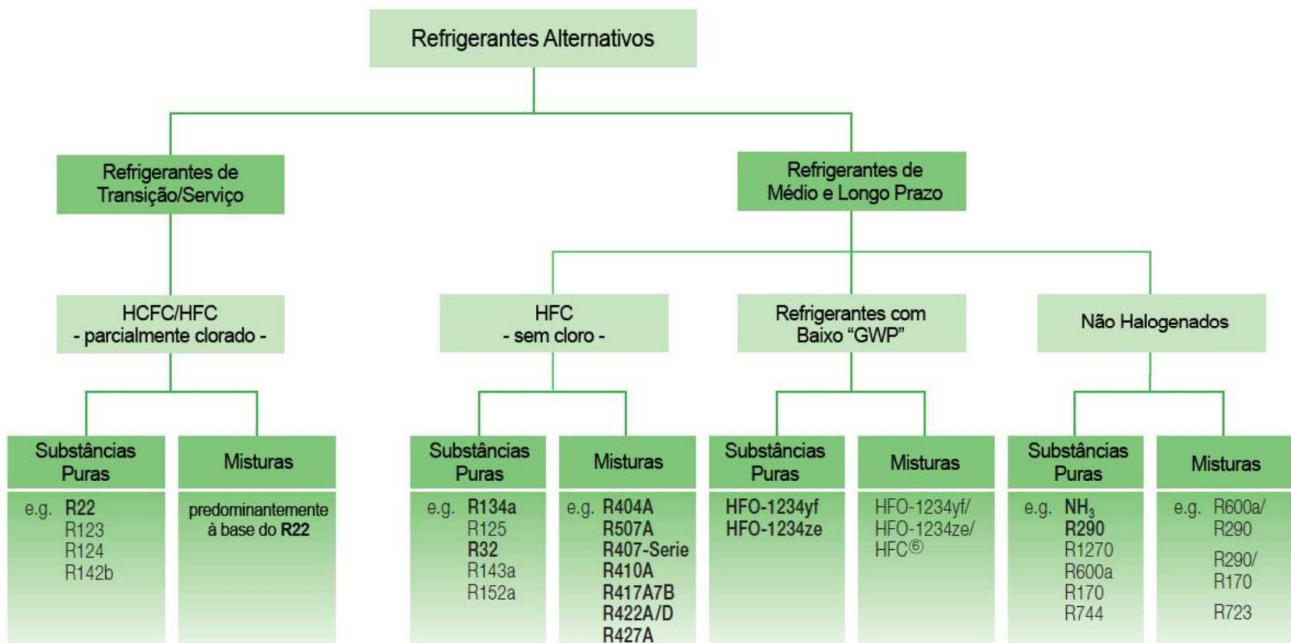 Refrigerantes Alternativos
Refrigerantes de
Transição/Serviço
Refrigerantes de
Médio e Longo Prazo
HCFC/HFC
- parcialmente clorado -
HFC
- sem cloro -
Refrigerantes com
Baixo “GWP”
Não Halogenados
Substâncias
Puras
e.g. R22
R123
R124
R142b
Misturas
predominantemente
à base do R22
Substâncias
Puras
e.g. R134a
R125
R32
R143a
R152a
Misturas
e.g. R404A
R507A
R407-Serie
R410A
R417A7B
R422A/D
R427A
Substâncias
Puras
HFO-1234yf
HFO-1234ze
Misturas
HFO-1234yf/
HFO-1234ze/
HFC⑥
Substâncias
Puras
e.g. NH₃
R290
R1270
R600a
R170
R744
Misturas
e.g. R600a/
R290
R290/
R170
R723